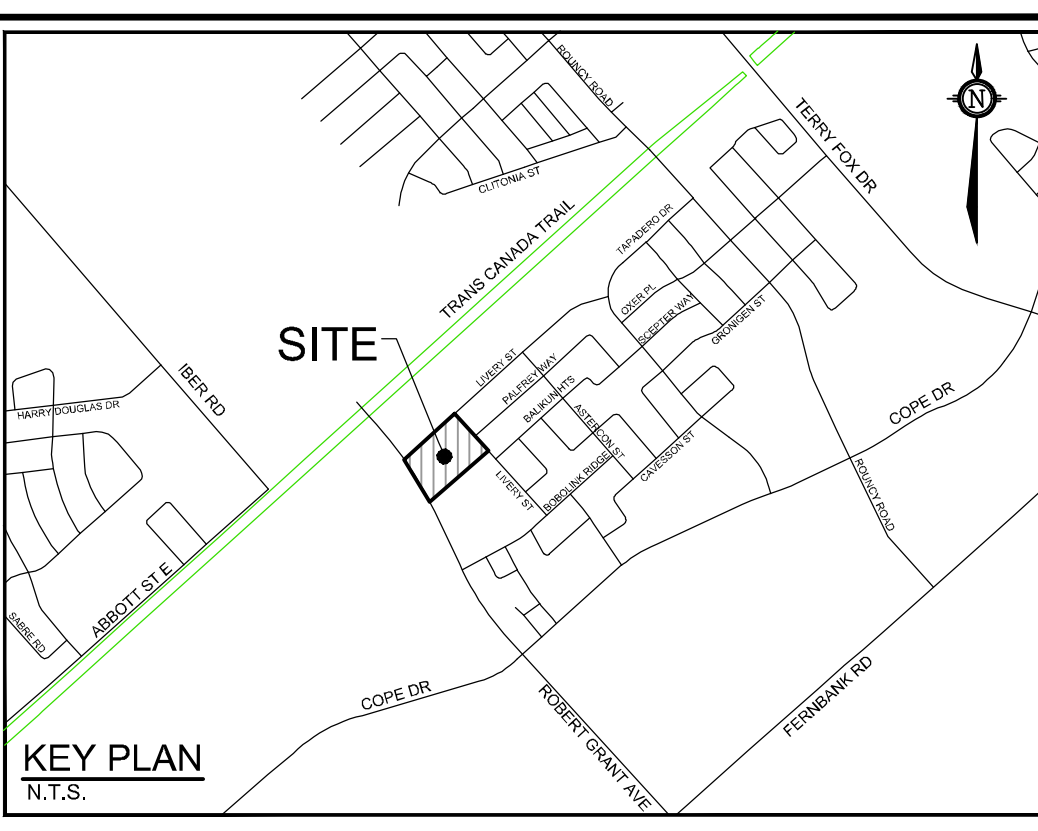 ROUNCY ROAD
TERRY FOX DR
N
CLITONIA ST
TRANS CANADA TRAIL
TAPADERO DR
OXER PL
SCEPTER WAY
GRONIGEN ST
SITE
LIVERY ST
PALFREY WAY
BALIKUN HTS
IBER RD
HARRY DOUGLAS DR
ASTERCON ST
COPE DR
CAVESSON ST
BOBOLINK RIDGE
LIVERY ST
ROUNCY ROAD
ABBOTT ST E
SABRE RD
COPE DR
ROBERT GRANT AVE
FERNBANK RD
KEY PLAN
N.T.S.